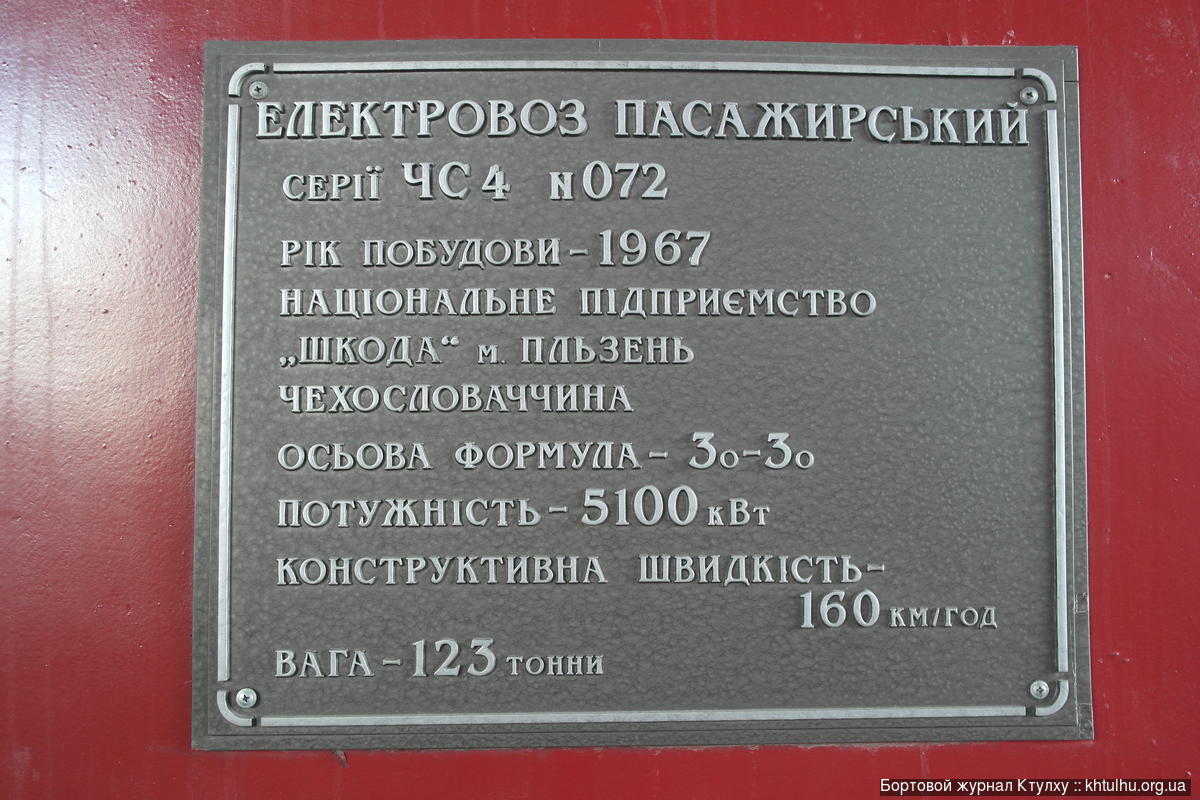 ЕЛЕКТРОВОЗ ПАСАЖИРСЬКИЙ
СЕРІЇ ЧС 4 N 072
РІК ПОБУДОВИ – 1967
НАЦІОНАЛЬНЕ ПІДПРИЄМСТВО
„ШКОДА“ м. ПЛЬЗЕНЬ
ЧЕХОСЛОВАЧЧИНА
ОСЬОВА ФОРМУЛА – 3о-3о
ПОТУЖНІСТЬ – 5100 кВт
КОНСТРУКТИВНА ШВИДКІСТЬ –
160 КМ/ГОД
ВАГА – 123 ТОННИ
Бортовой журнал Ктулху :: khtulhu.org.ua